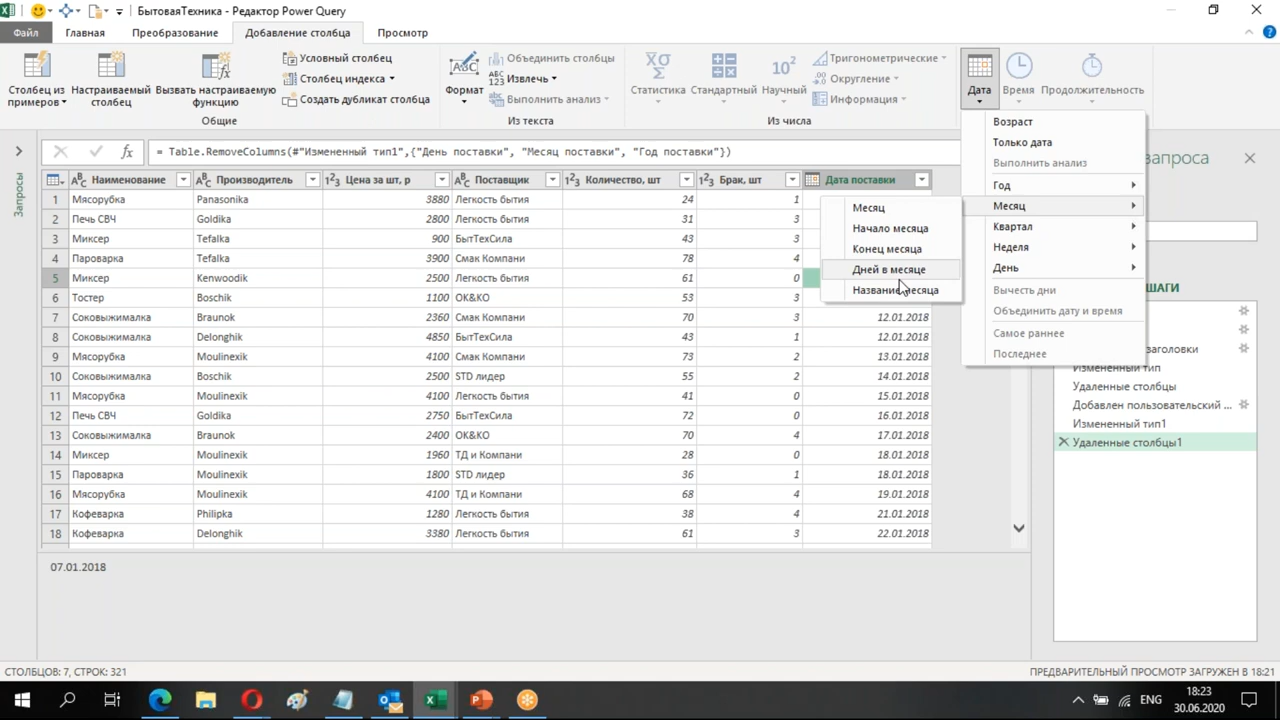 БытоваяТехника - Редактор Power Query
Файл Главная Преобразование Добавление столбца Просмотр
Столбец из примеров
Настраиваемый столбец
Вызвать настраиваемую функцию
Условный столбец
Столбец индекса
Создать дубликат столбца
Общие
Формат
Объединить столбцы
Извлечь
Выполнить анализ
Из текста
Статистика
Стандартный
Научный
Тригонометрические
Округление
Информация
Из числа
Дата
Время
Продолжительность
= Table.RemoveColumns(#"Измененный тип1",{"День поставки", "Месяц поставки", "Год поставки"})
Запросы
Наименование Производитель Цена за шт, р Поставщик Количество, шт Брак, шт Дата поставки
1 Мясорубка Panasonika 3880 Легкость бытия 24 1
2 Печь СВЧ Goldika 2800 Легкость бытия 31 3
3 Миксер Tefalka 900 БытТехСила 43 3
4 Пароварка Tefalka 3900 Смак Компани 78 4
5 Миксер Kenwoodik 2500 Легкость бытия 61 0
6 Тостер Boschik 1100 OK&KO 53 3
7 Соковыжималка Braunok 2360 Смак Компани 70 3 12.01.2018
8 Соковыжималка Delonghik 4850 БытТехСила 43 1 12.01.2018
9 Мясорубка Moulinexik 4100 Смак Компани 73 2 13.01.2018
10 Соковыжималка Boschik 2500 STD лидер 55 2 14.01.2018
11 Мясорубка Moulinexik 4100 Легкость бытия 41 0 15.01.2018
12 Печь СВЧ Goldika 2750 БытТехСила 72 0 16.01.2018
13 Соковыжималка Braunok 2400 OK&KO 70 4 17.01.2018
14 Миксер Moulinexik 1960 ТД и Компани 28 0 18.01.2018
15 Пароварка Moulinexik 1800 STD лидер 36 1 18.01.2018
16 Мясорубка Moulinexik 4100 ТД и Компани 68 4 19.01.2018
17 Кофеварка Philipka 1280 Легкость бытия 38 4 21.01.2018
18 Кофеварка Delonghik 3380 Легкость бытия 61 3 22.01.2018
Месяц
Начало месяца
Конец месяца
Дней в месяце
Название месяца
Возраст
Только дата
Выполнить анализ
Год
Месяц
Квартал
Неделя
День
Вычесть дни
Объединить дату и время
Самое раннее
Последнее
запроса
ШАГИ
заголовки
Измененный тип
Удаленные столбцы
Добавлен пользовательский ...
Измененный тип1
Удаленные столбцы1
07.01.2018
СТОЛБЦОВ: 7, СТРОК: 321
ПРЕДВАРИТЕЛЬНЫЙ ПРОСМОТР ЗАГРУЖЕН В 18:21
ENG
18:23
30.06.2020